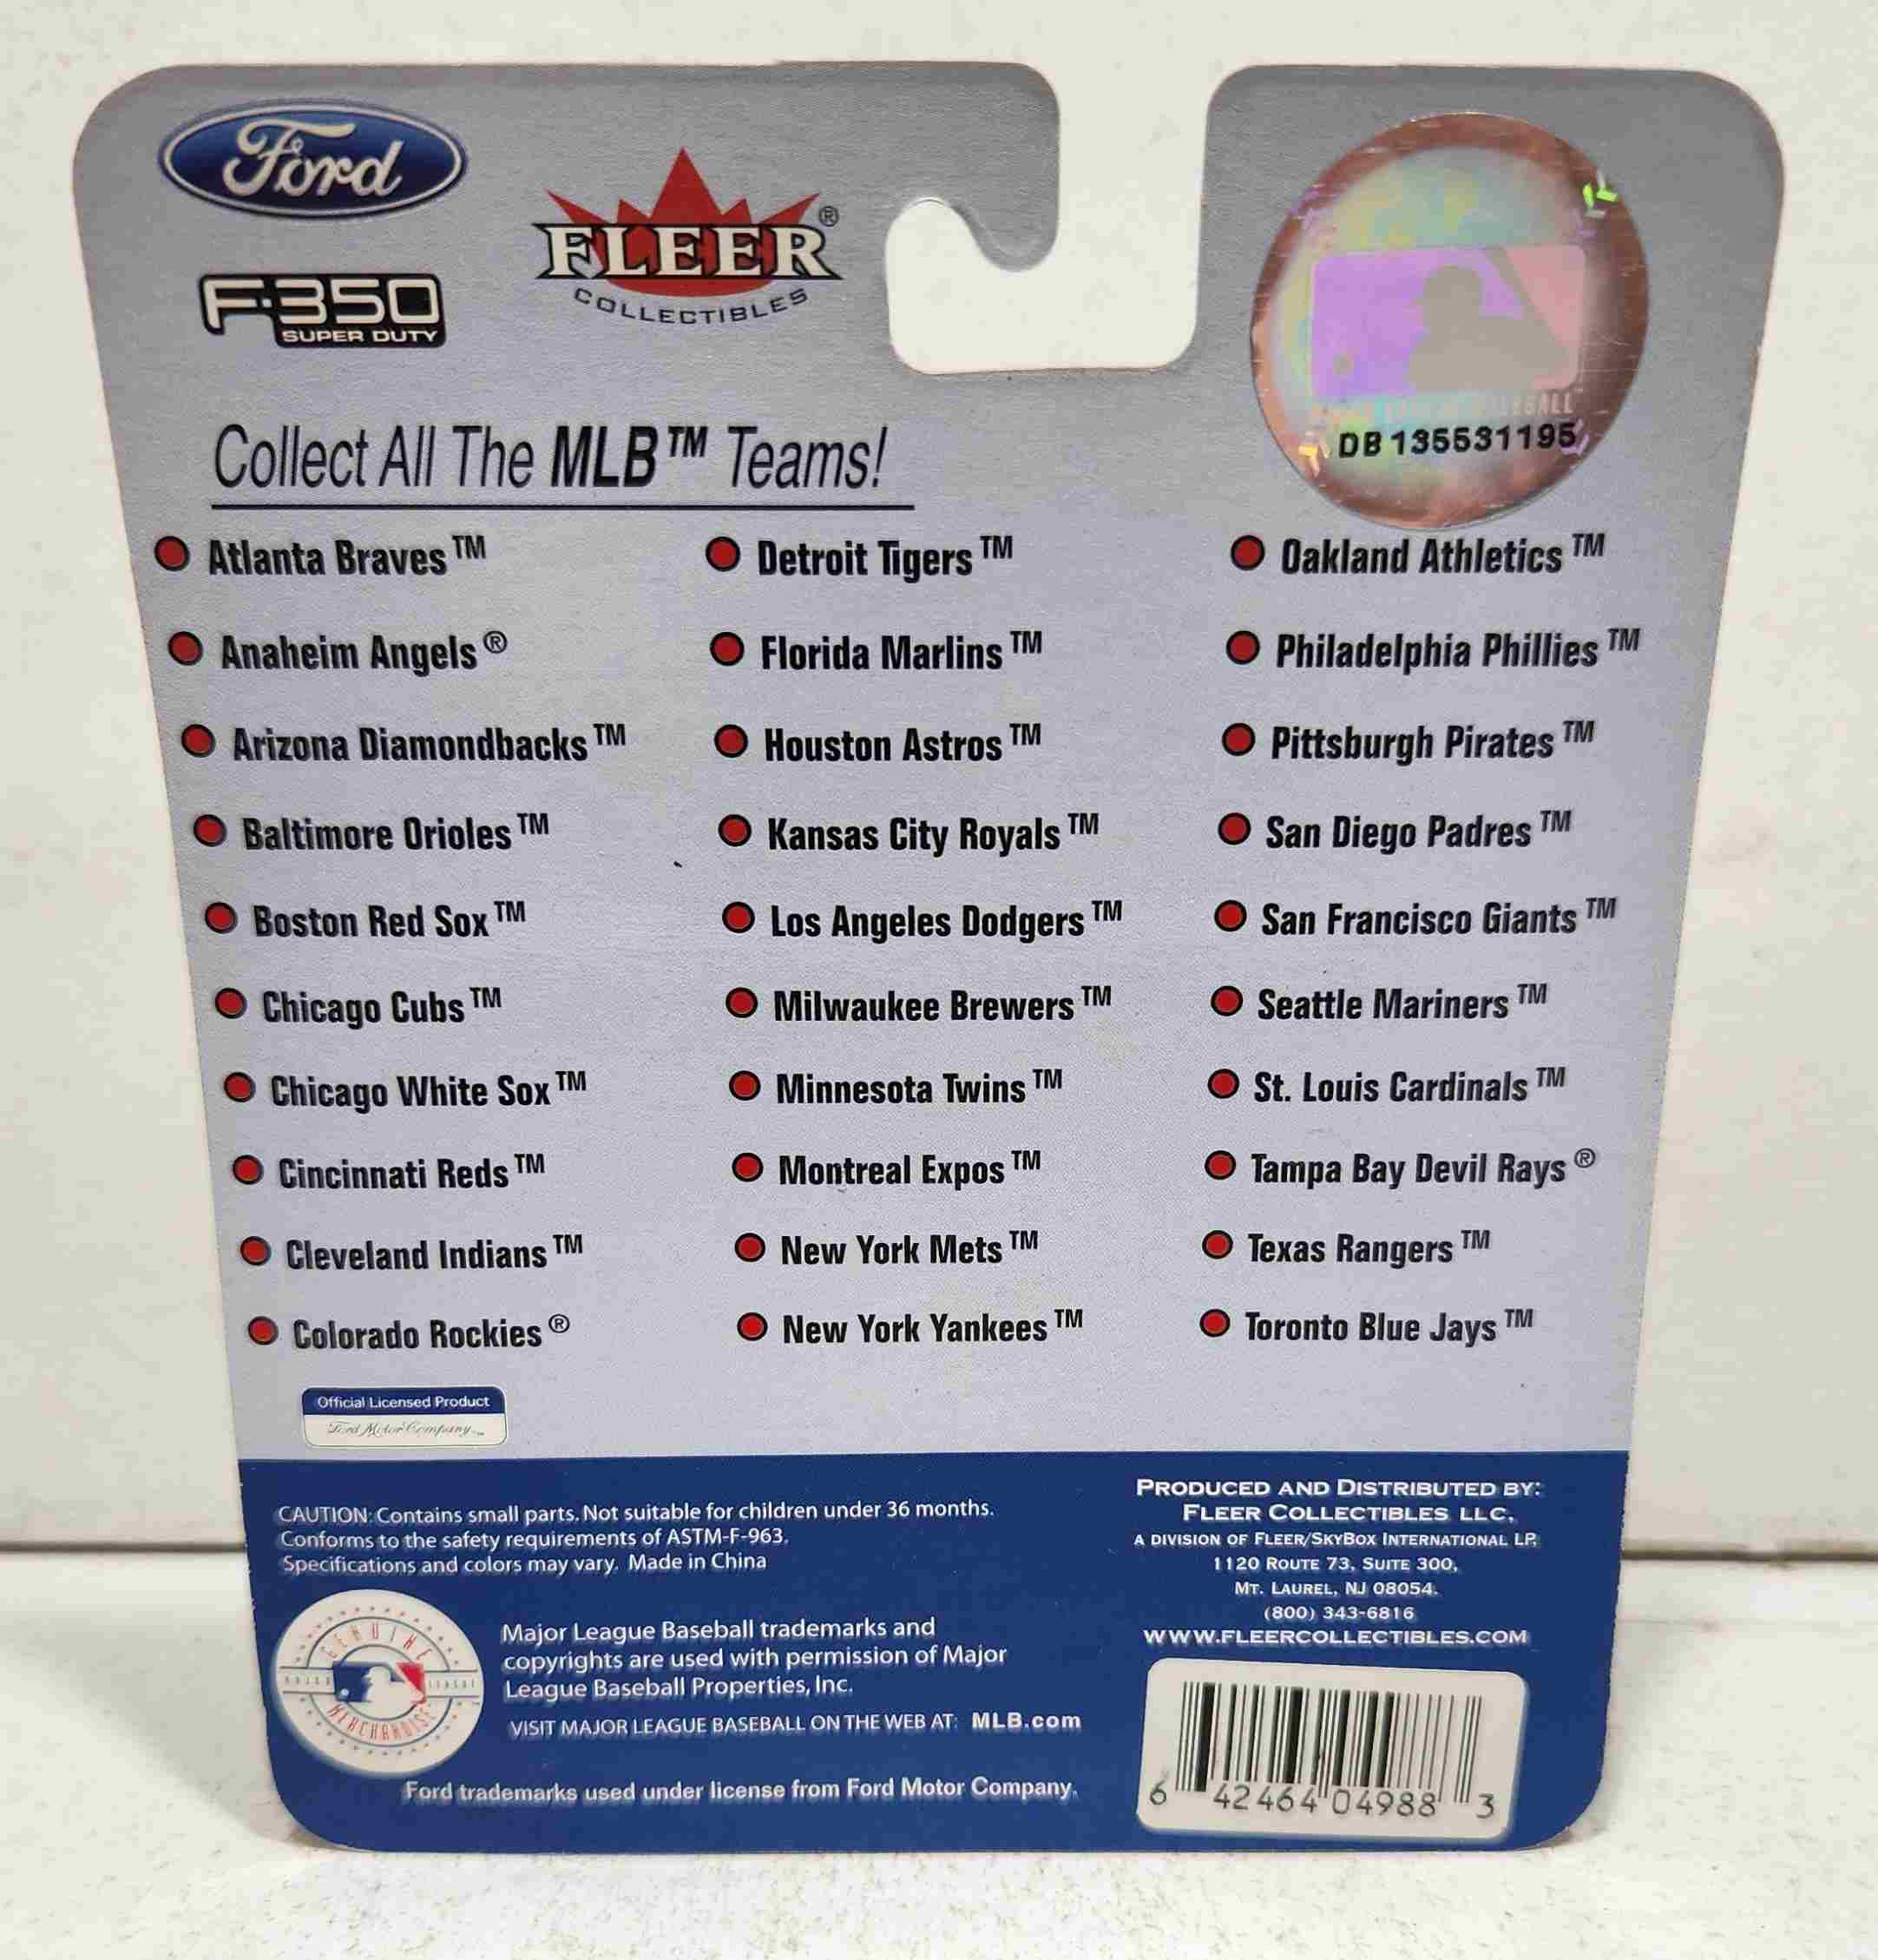 Ford
F-350
SUPER DUTY
FLEER®
COLLECTIBLES
DB 135531195
Collect All The MLB™ Teams!
Atlanta Braves™
Anaheim Angels®
Arizona Diamondbacks™
Baltimore Orioles™
Boston Red Sox™
Chicago Cubs™
Chicago White Sox™
Cincinnati Reds™
Cleveland Indians™
Colorado Rockies®
Detroit Tigers™
Florida Marlins™
Houston Astros™
Kansas City Royals™
Los Angeles Dodgers™
Milwaukee Brewers™
Minnesota Twins™
Montreal Expos™
New York Mets™
New York Yankees™
Oakland Athletics™
Philadelphia Phillies™
Pittsburgh Pirates™
San Diego Padres™
San Francisco Giants™
Seattle Mariners™
St. Louis Cardinals™
Tampa Bay Devil Rays®
Texas Rangers™
Toronto Blue Jays™
Official Licensed Product
Ford Motor Company
CAUTION: Contains small parts. Not suitable for children under 36 months.
Conforms to the safety requirements of ASTM-F-963.
Specifications and colors may vary. Made in China
GENUINE
MAJOR LEAGUE
MERCHANDISE
Major League Baseball trademarks and
copyrights are used with permission of Major
League Baseball Properties, Inc.
VISIT MAJOR LEAGUE BASEBALL ON THE WEB AT: MLB.com
Ford trademarks used under license from Ford Motor Company.
PRODUCED AND DISTRIBUTED BY:
FLEER COLLECTIBLES LLC,
A DIVISION OF FLEER/SKYBOX INTERNATIONAL LP,
1120 ROUTE 73, SUITE 300,
MT. LAUREL, NJ 08054.
(800) 343-6816
WWW.FLEERCOLLECTIBLES.COM
6 42464 04988 3